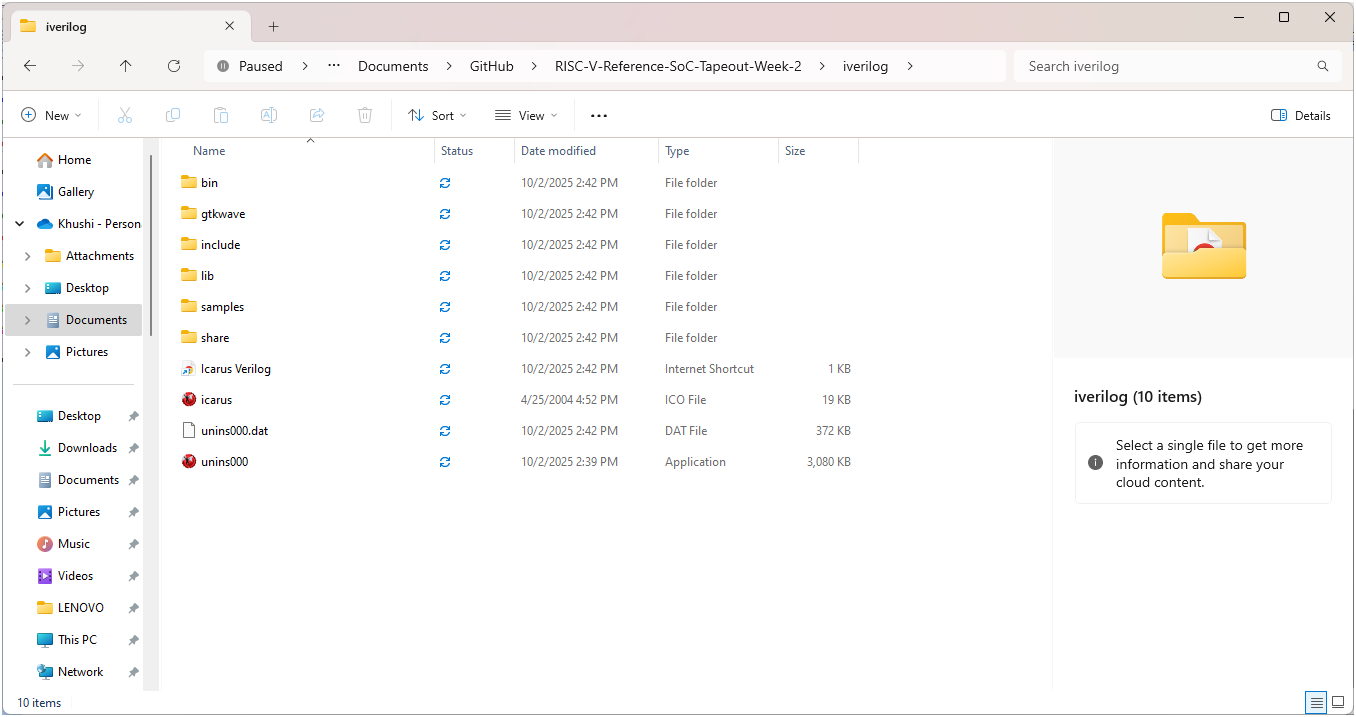 iverilog
Paused > ··· Documents > GitHub > RISC-V-Reference-SoC-Tapeout-Week-2 > iverilog >
Search iverilog
New
Sort
View
Details
Name Status Date modified Type Size
bin 10/2/2025 2:42 PM File folder
gtkwave 10/2/2025 2:42 PM File folder
include 10/2/2025 2:42 PM File folder
lib 10/2/2025 2:42 PM File folder
samples 10/2/2025 2:42 PM File folder
share 10/2/2025 2:42 PM File folder
Icarus Verilog 10/2/2025 2:42 PM Internet Shortcut 1 KB
icarus 4/25/2004 4:52 PM ICO File 19 KB
unins000.dat 10/2/2025 2:42 PM DAT File 372 KB
unins000 10/2/2025 2:39 PM Application 3,080 KB
Home
Gallery
Khushi - Person
Attachments
Desktop
Documents
Pictures
Desktop
Downloads
Documents
Pictures
Music
Videos
LENOVO
This PC
Network
iverilog (10 items)
Select a single file to get more
information and share your
cloud content.
10 items